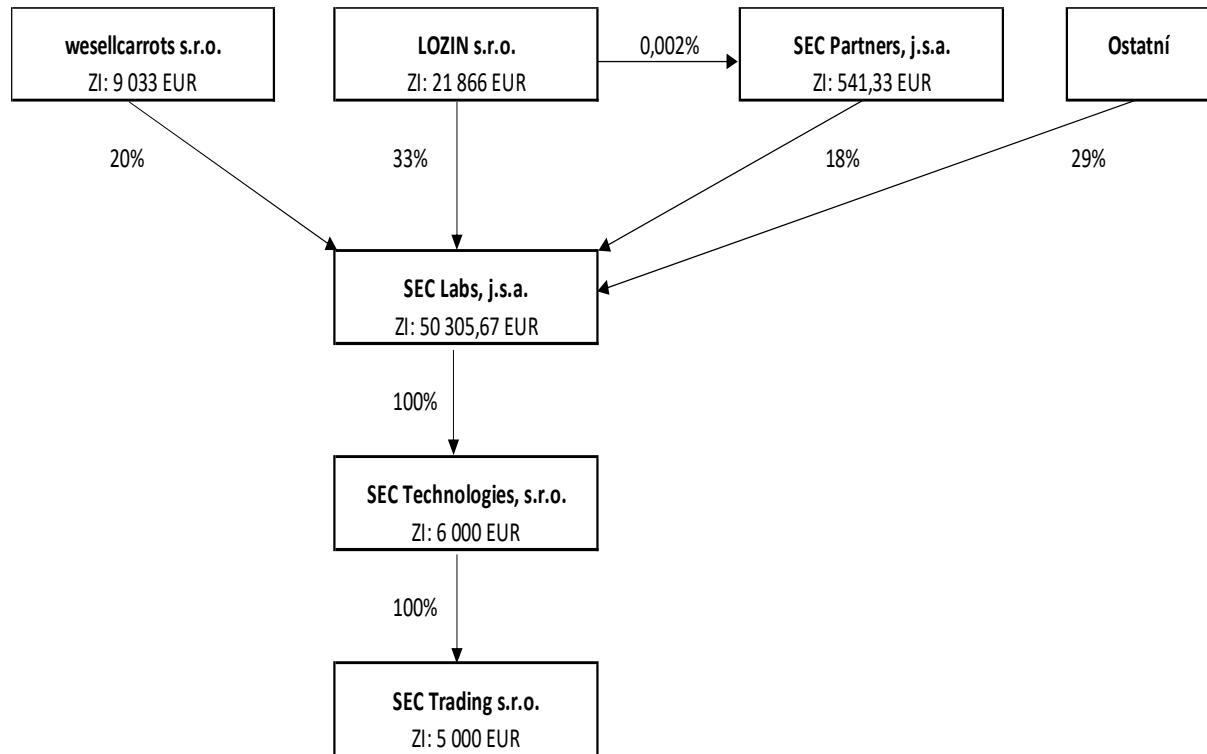 wesellcarrots s.r.o.
ZI: 9 033 EUR
LOZIN s.r.o.
ZI: 21 866 EUR
0,002%
SEC Partners, j.s.a.
ZI: 541,33 EUR
Ostatní
20%
33%
18%
29%
SEC Labs, j.s.a.
ZI: 50 305,67 EUR
100%
SEC Technologies, s.r.o.
ZI: 6 000 EUR
100%
SEC Trading s.r.o.
ZI: 5 000 EUR